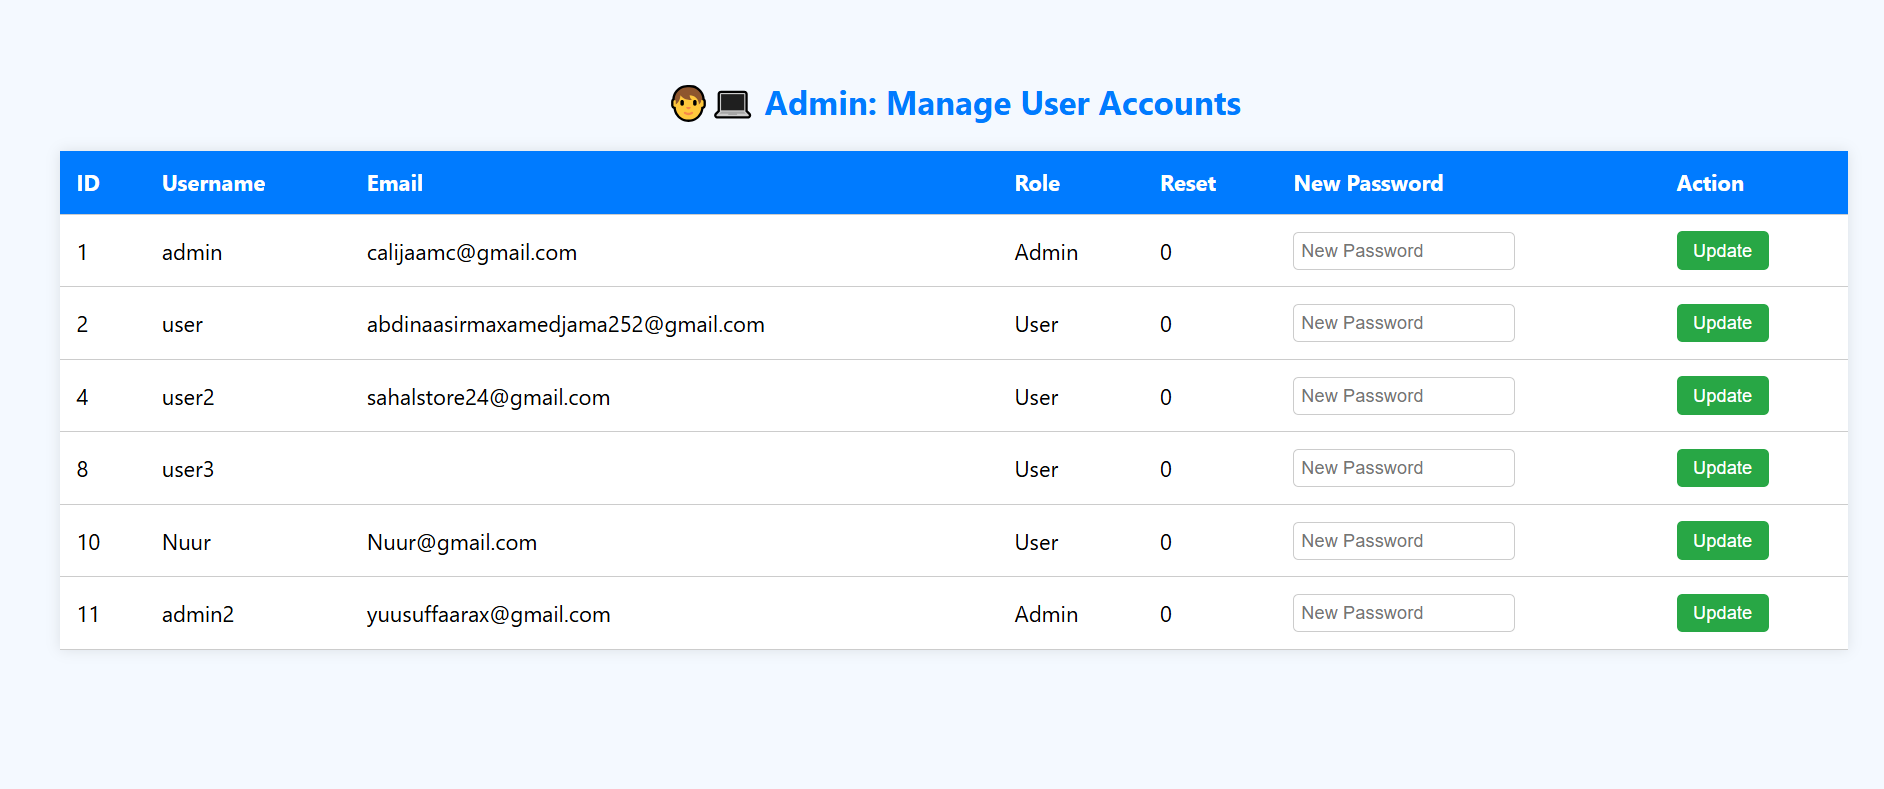 Admin: Manage User Accounts
ID Username Email Role Reset New Password Action
1 admin calijaamc@gmail.com Admin 0 New Password Update
2 user abdinaasirmaxamedjama252@gmail.com User 0 New Password Update
4 user2 sahalstore24@gmail.com User 0 New Password Update
8 user3 User 0 New Password Update
10 Nuur Nuur@gmail.com User 0 New Password Update
11 admin2 yuusuffaarax@gmail.com Admin 0 New Password Update